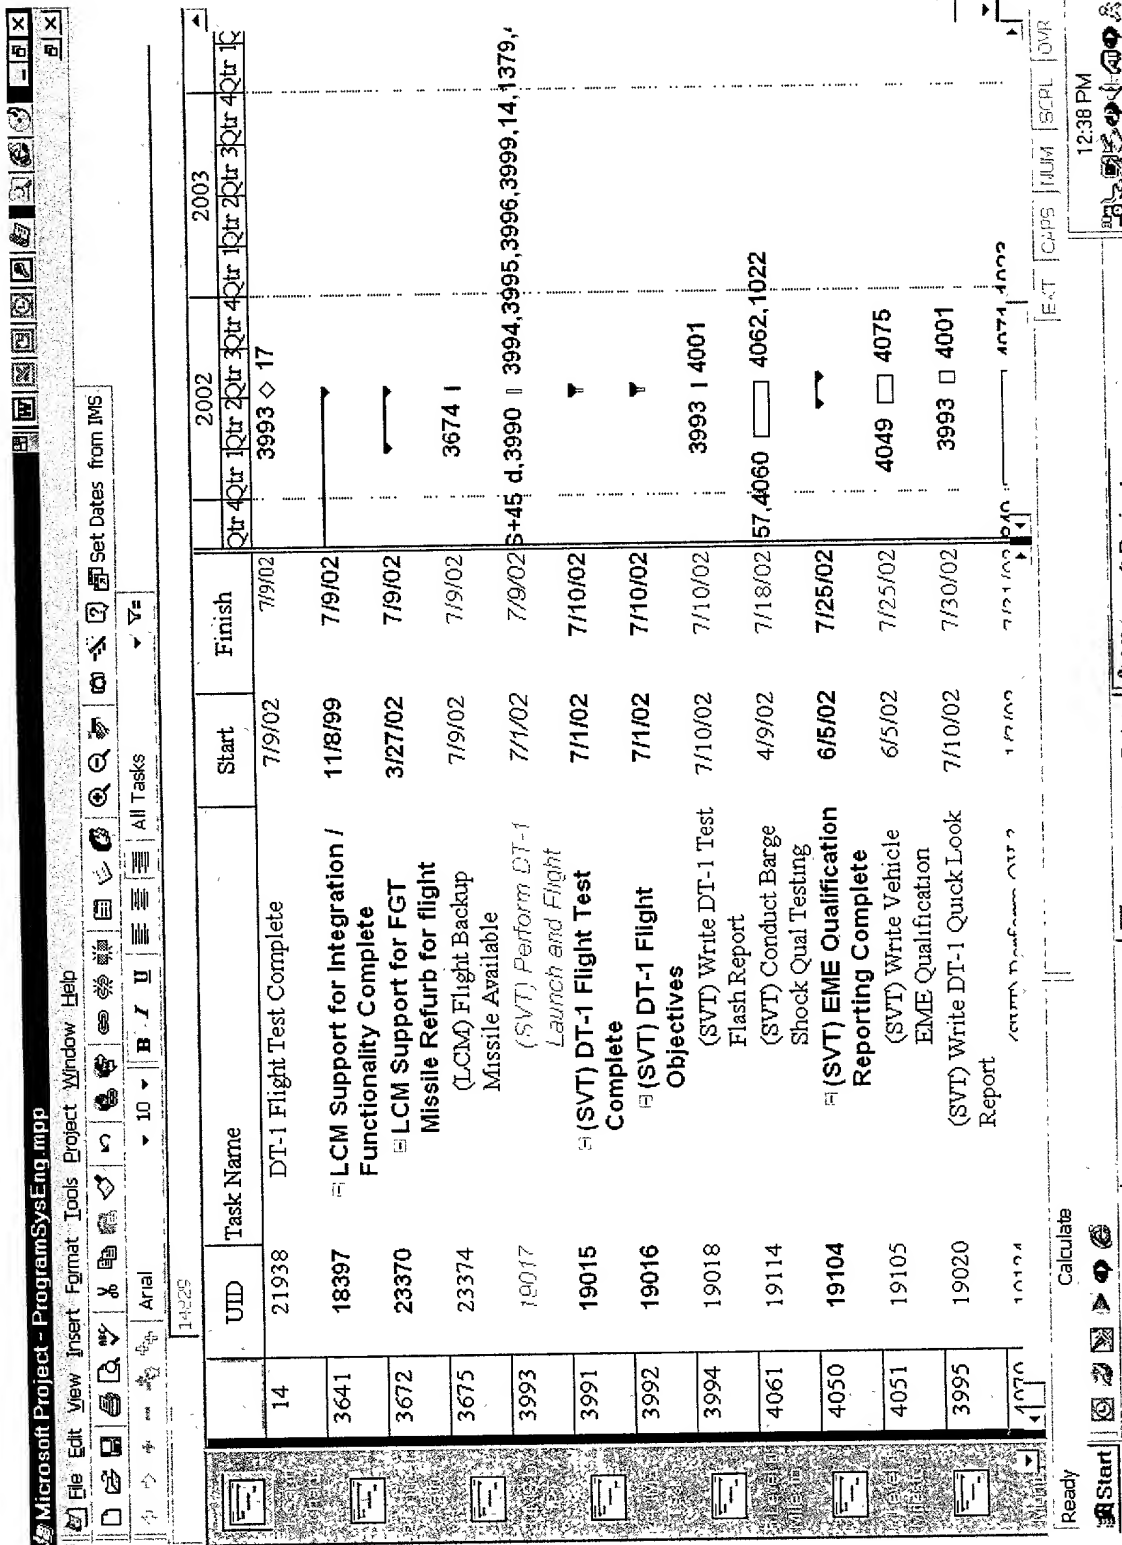 Microsoft Project - ProgramSysEng.mpp
File Edit View Insert Format Tools Project Window Help
Set Dates from IMS
Arial 10 B I U All Tasks
14829
UID Task Name Start Finish
2002 2003
Qtr 4 Qtr 1 Qtr 2 Qtr 3 Qtr 4 Qtr 1 Qtr 2 Qtr 3 Qtr 4 Qtr 1
14 21938 DT-1 Flight Test Complete 7/9/02 7/9/02 3993 17
3641 18397 LCM Support for Integration /
Functionality Complete 11/8/99 7/9/02
3672 23370 LCM Support for FGT
Missile Refurb for flight 3/27/02 7/9/02
3675 23374 (LCM) Flight Backup
Missile Available 7/9/02 7/9/02 3674
3993 19017 (SVT) Perform DT-1
Launch and Flight 7/1/02 7/9/02 S+45 d,3990 3994,3995,3996,3999,14,1379,
3991 19015 (SVT) DT-1 Flight Test
Complete 7/1/02 7/10/02
3992 19016 (SVT) DT-1 Flight
Objectives 7/1/02 7/10/02
3994 19018 (SVT) Write DT-1 Test
Flash Report 7/10/02 7/10/02 3993 4001
4061 19114 (SVT) Conduct Barge
Shock Qual Testing 4/9/02 7/18/02 57,4060 4062,1022
4050 19104 (SVT) EME Qualification
Reporting Complete 6/5/02 7/25/02
4051 19105 (SVT) Write Vehicle
EME Qualification 6/5/02 7/25/02 4049 4075
3995 19020 (SVT) Write DT-1 Quick Look
Report 7/10/02 7/30/02 3993 4001
Ready Calculate EXT CAPS NUM SCRL OVR
Start 12:38 PM